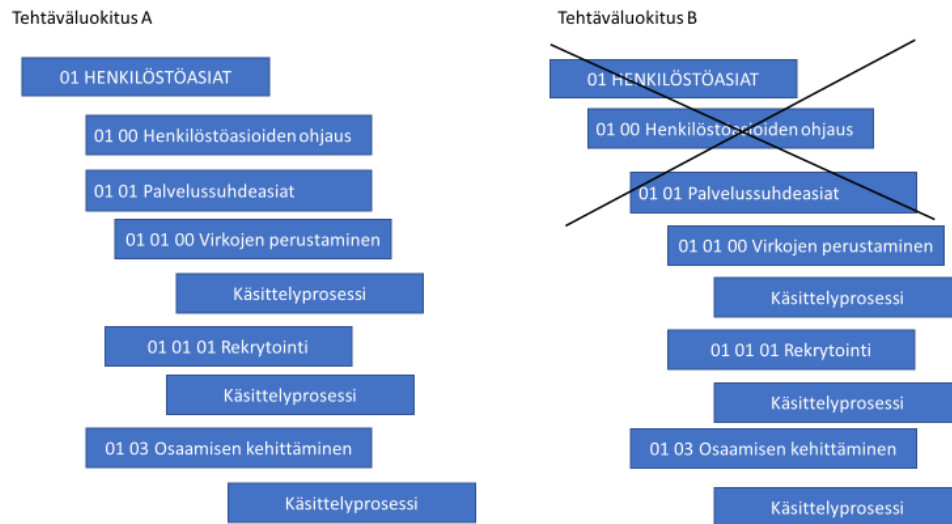 Tehtäväluokitus A
01 HENKILÖSTÖASIAT
01 00 Henkilöstöasioiden ohjaus
01 01 Palvelussuhdeasiat
01 01 00 Virkojen perustaminen
Käsittelyprosessi
01 01 01 Rekrytointi
Käsittelyprosessi
01 03 Osaamisen kehittäminen
Käsittelyprosessi
Tehtäväluokitus B
01 HENKILÖSTÖASIAT
01 00 Henkilöstöasioiden ohjaus
01 01 Palvelussuhdeasiat
01 01 00 Virkojen perustaminen
Käsittelyprosessi
01 01 01 Rekrytointi
Käsittelyprosessi
01 03 Osaamisen kehittäminen
Käsittelyprosessi